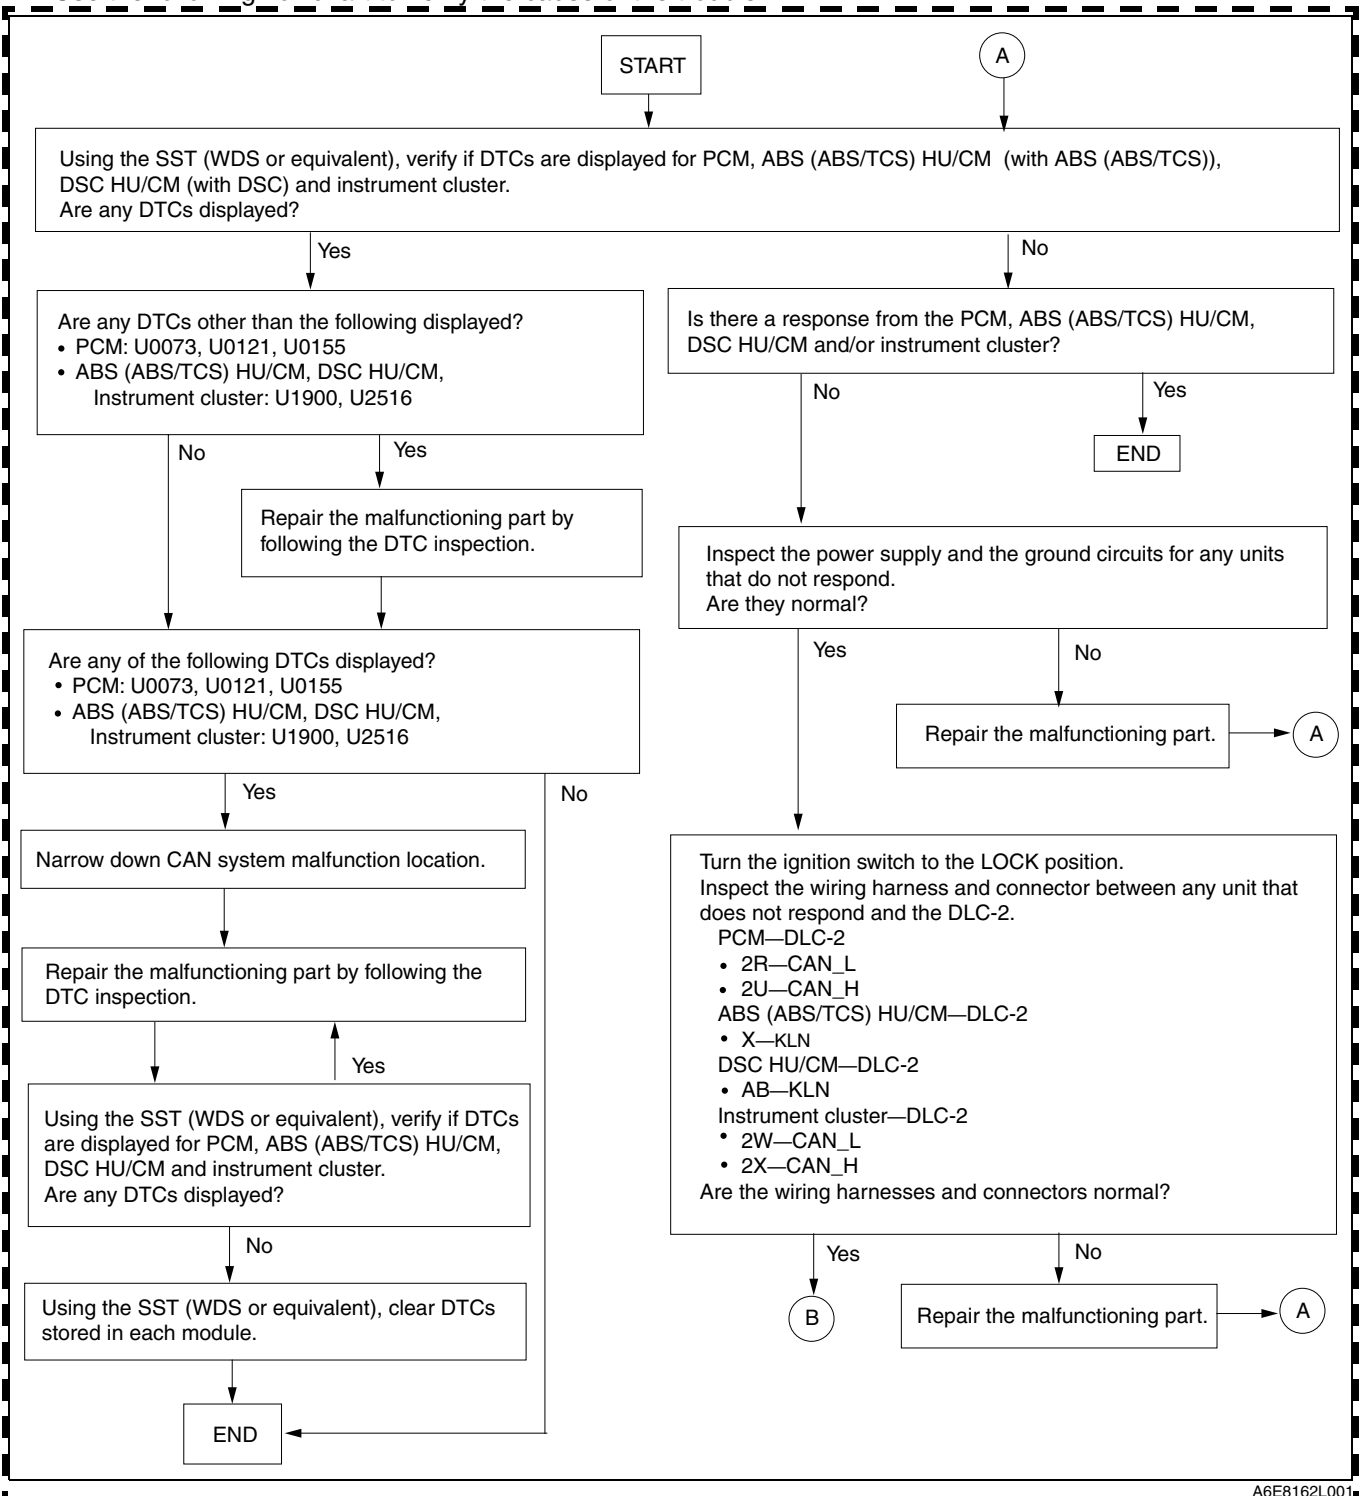 START
A
Using the SST (WDS or equivalent), verify if DTCs are displayed for PCM, ABS (ABS/TCS) HU/CM (with ABS (ABS/TCS)),
DSC HU/CM (with DSC) and instrument cluster.
Are any DTCs displayed?
Yes
No
Are any DTCs other than the following displayed?
• PCM: U0073, U0121, U0155
• ABS (ABS/TCS) HU/CM, DSC HU/CM,
Instrument cluster: U1900, U2516
No
Yes
Repair the malfunctioning part by
following the DTC inspection.
Are any of the following DTCs displayed?
• PCM: U0073, U0121, U0155
• ABS (ABS/TCS) HU/CM, DSC HU/CM,
Instrument cluster: U1900, U2516
Yes
No
Narrow down CAN system malfunction location.
Repair the malfunctioning part by following the
DTC inspection.
Yes
Using the SST (WDS or equivalent), verify if DTCs
are displayed for PCM, ABS (ABS/TCS) HU/CM,
DSC HU/CM and instrument cluster.
Are any DTCs displayed?
No
Using the SST (WDS or equivalent), clear DTCs
stored in each module.
END
Is there a response from the PCM, ABS (ABS/TCS) HU/CM,
DSC HU/CM and/or instrument cluster?
No
Yes
END
Inspect the power supply and the ground circuits for any units
that do not respond.
Are they normal?
Yes
No
Repair the malfunctioning part.
A
Turn the ignition switch to the LOCK position.
Inspect the wiring harness and connector between any unit that
does not respond and the DLC-2.
PCM—DLC-2
• 2R—CAN_L
• 2U—CAN_H
ABS (ABS/TCS) HU/CM—DLC-2
• X—KLN
DSC HU/CM—DLC-2
• AB—KLN
Instrument cluster—DLC-2
• 2W—CAN_L
• 2X—CAN_H
Are the wiring harnesses and connectors normal?
Yes
No
B
Repair the malfunctioning part.
A
A6E8162L001